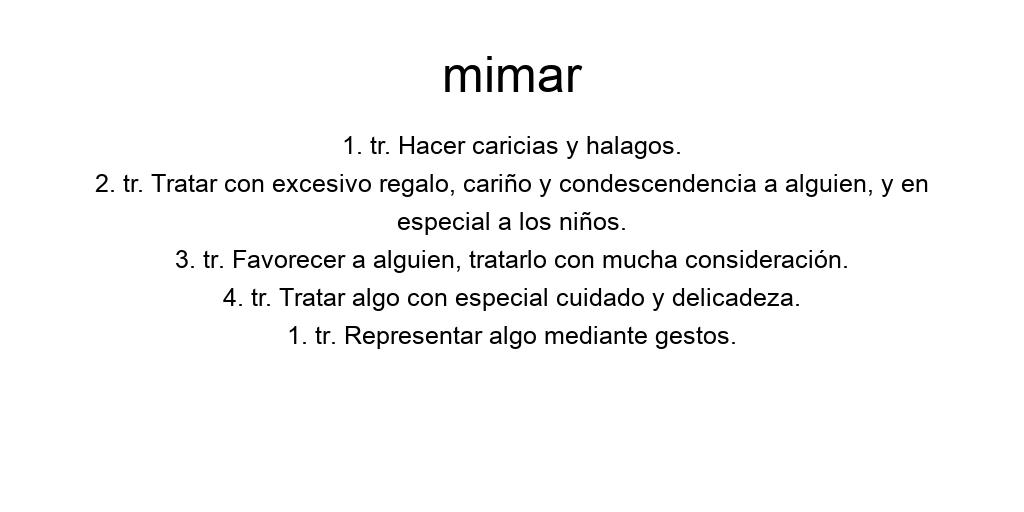 mimar
1. tr. Hacer caricias y halagos.
2. tr. Tratar con excesivo regalo, cariño y condescendencia a alguien, y en
especial a los niños.
3. tr. Favorecer a alguien, tratarlo con mucha consideración.
4. tr. Tratar algo con especial cuidado y delicadeza.
1. tr. Representar algo mediante gestos.